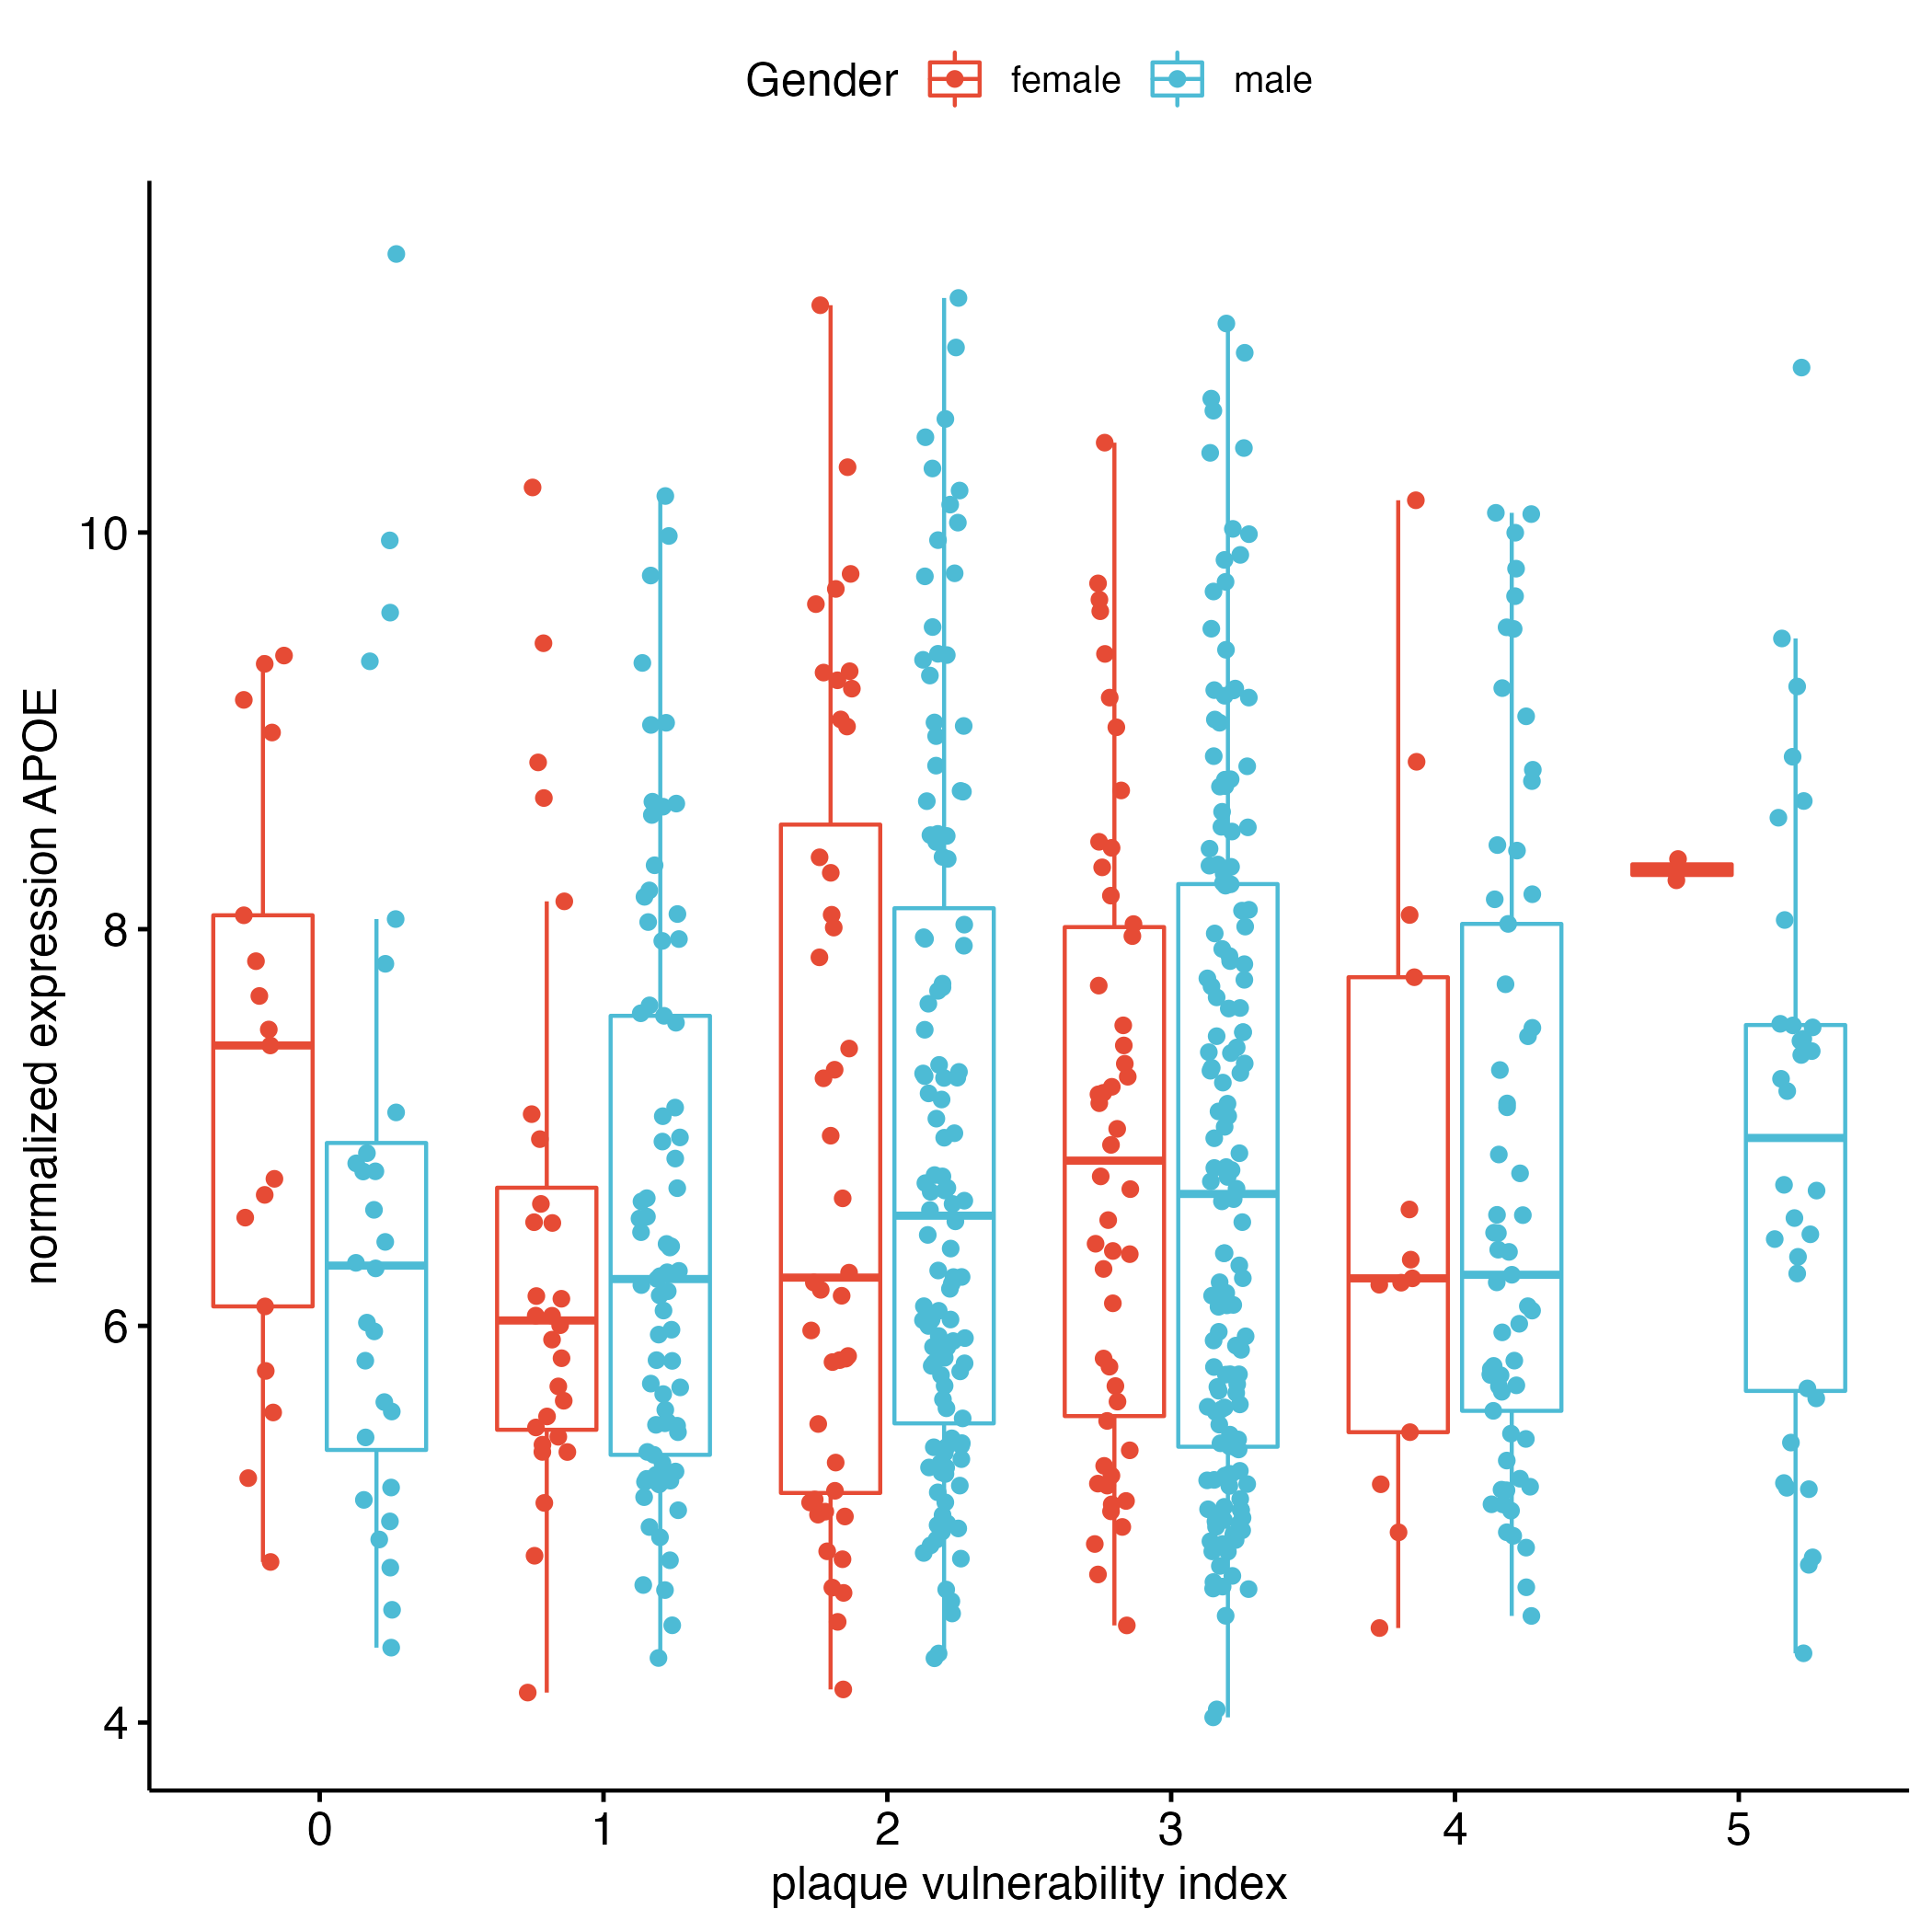 Gender female male
normalized expression APOE
10
8
6
4
0 1 2 3 4 5
plaque vulnerability index